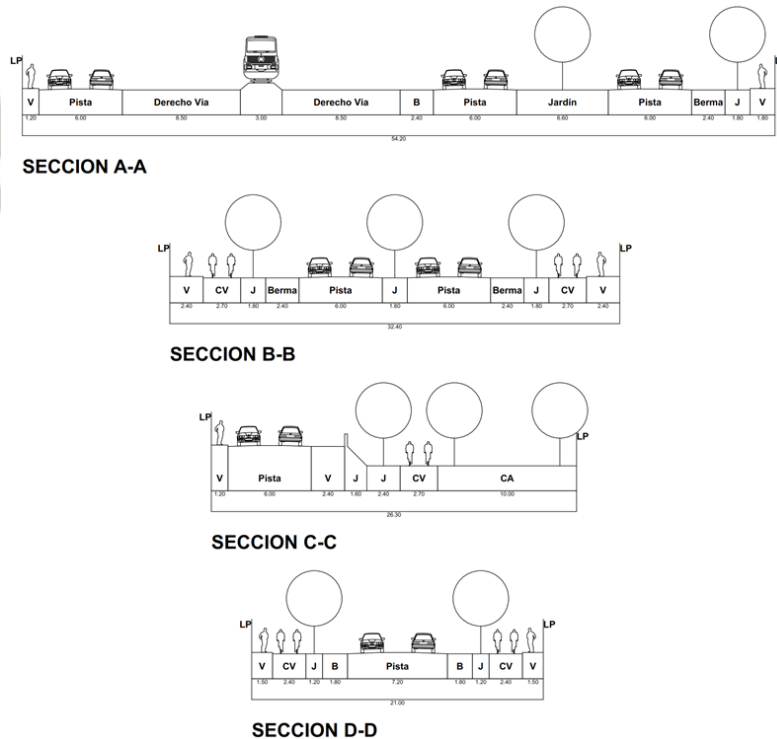 LP
V Pista Derecho Via Derecho Via B Pista Jardín Pista Berma J V
1.20 6.00 8.50 3.00 8.50 2.40 6.00 6.60 6.00 2.40 1.80 1.80
54.20
SECCION A-A
LP LP
V CV J Berma Pista J Pista Berma J CV V
2.40 2.70 1.80 2.40 6.00 1.80 6.00 2.40 1.80 2.70 2.40
32.40
SECCION B-B
LP LP
V Pista V J J CV CA
1.20 6.00 2.40 1.60 2.40 2.70 10.00
26.30
SECCION C-C
LP LP
V CV J B Pista B J CV V
1.50 2.40 1.20 1.80 7.20 1.80 1.20 2.40 1.50
21.00
SECCION D-D